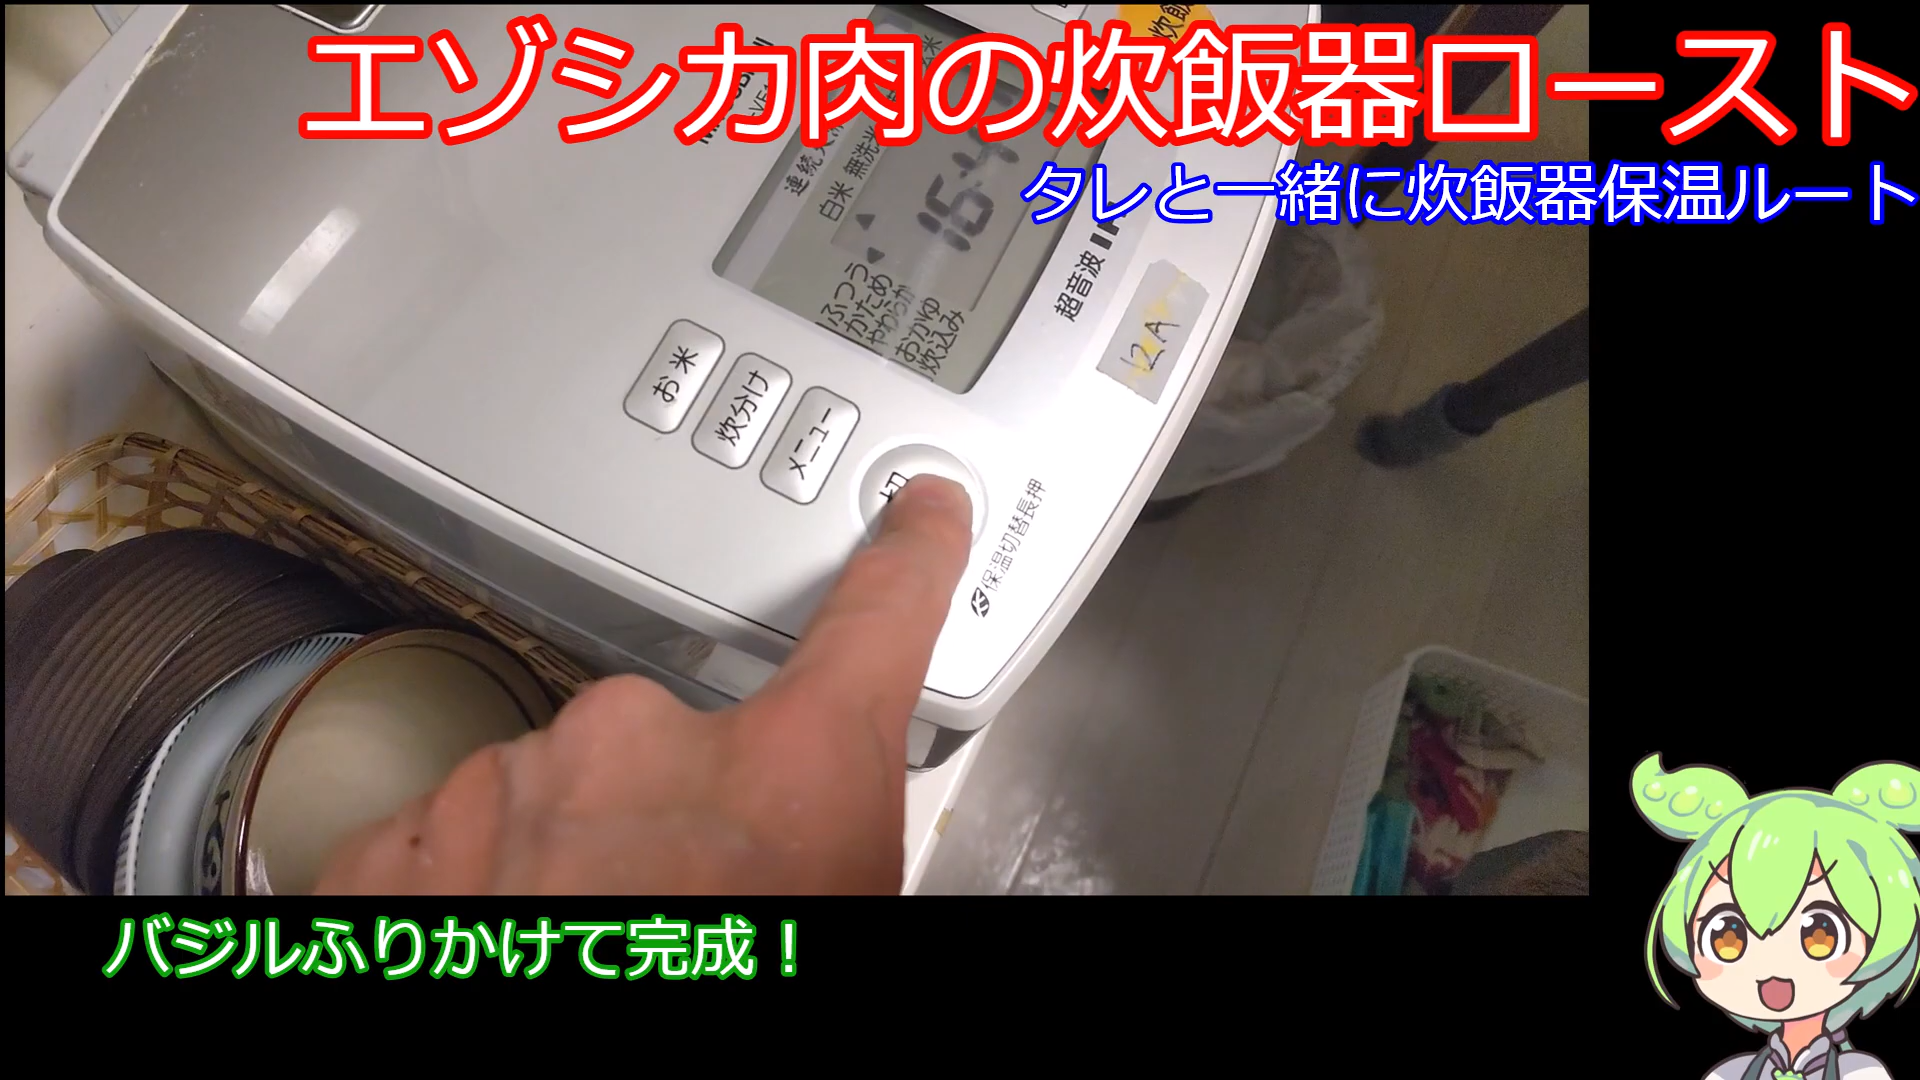 エゾシカ肉の炊飯器ロースト
タレと一緒に炊飯器保温ルート
炊飯
白米 無洗米
ふつう
かため
やわらか
おかゆ
炊込み
超音波
12A
お米
炊分け
メニュー
切
保温切替長押
バジルふりかけて完成！